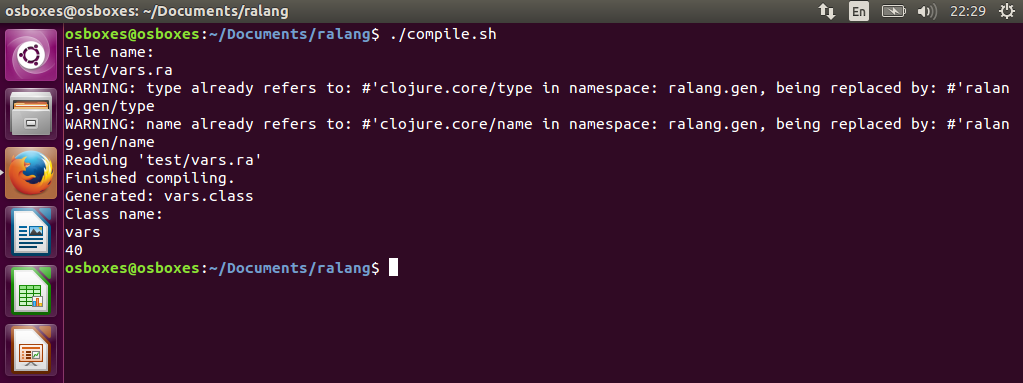 osboxes@osboxes: ~/Documents/ralang
En
22:29
osboxes@osboxes:~/Documents/ralang$ ./compile.sh
File name:
test/vars.ra
WARNING: type already refers to: #'clojure.core/type in namespace: ralang.gen, being replaced by: #'ralan
g.gen/type
WARNING: name already refers to: #'clojure.core/name in namespace: ralang.gen, being replaced by: #'ralan
g.gen/name
Reading 'test/vars.ra'
Finished compiling.
Generated: vars.class
Class name:
vars
40
osboxes@osboxes:~/Documents/ralang$